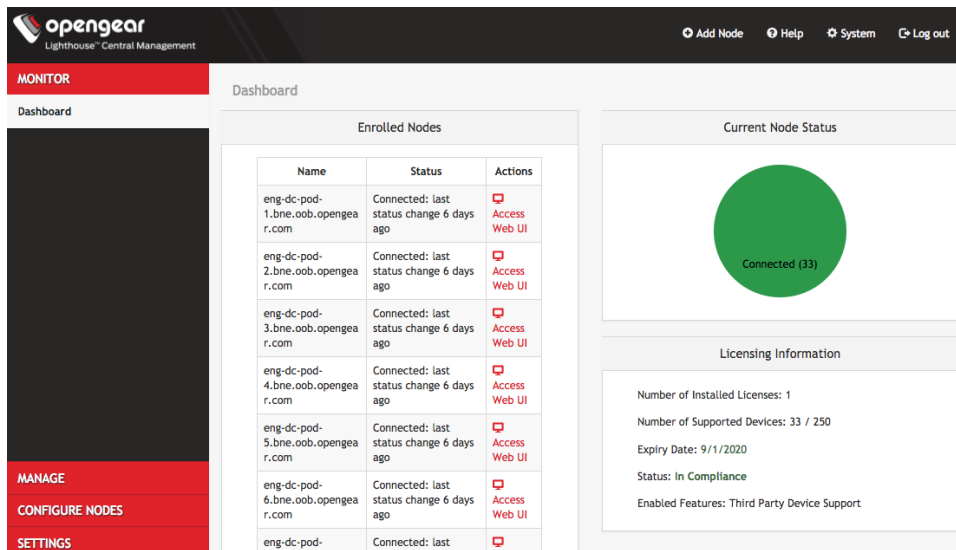 opengear
Lighthouse™ Central Management
Add Node
Help
System
Log out
MONITOR
Dashboard
MANAGE
CONFIGURE NODES
SETTINGS
Dashboard
Enrolled Nodes
Name Status Actions
eng-dc-pod-
1.bne.oob.opengea
r.com
Connected: last
status change 6 days
ago
Access
Web UI
eng-dc-pod-
2.bne.oob.opengea
r.com
Connected: last
status change 6 days
ago
Access
Web UI
eng-dc-pod-
3.bne.oob.opengea
r.com
Connected: last
status change 6 days
ago
Access
Web UI
eng-dc-pod-
4.bne.oob.opengea
r.com
Connected: last
status change 6 days
ago
Access
Web UI
eng-dc-pod-
5.bne.oob.opengea
r.com
Connected: last
status change 6 days
ago
Access
Web UI
eng-dc-pod-
6.bne.oob.opengea
r.com
Connected: last
status change 6 days
ago
Access
Web UI
eng-dc-pod-
Connected: last
Current Node Status
Connected (33)
Licensing Information
Number of Installed Licenses: 1
Number of Supported Devices: 33 / 250
Expiry Date: 9/1/2020
Status: In Compliance
Enabled Features: Third Party Device Support